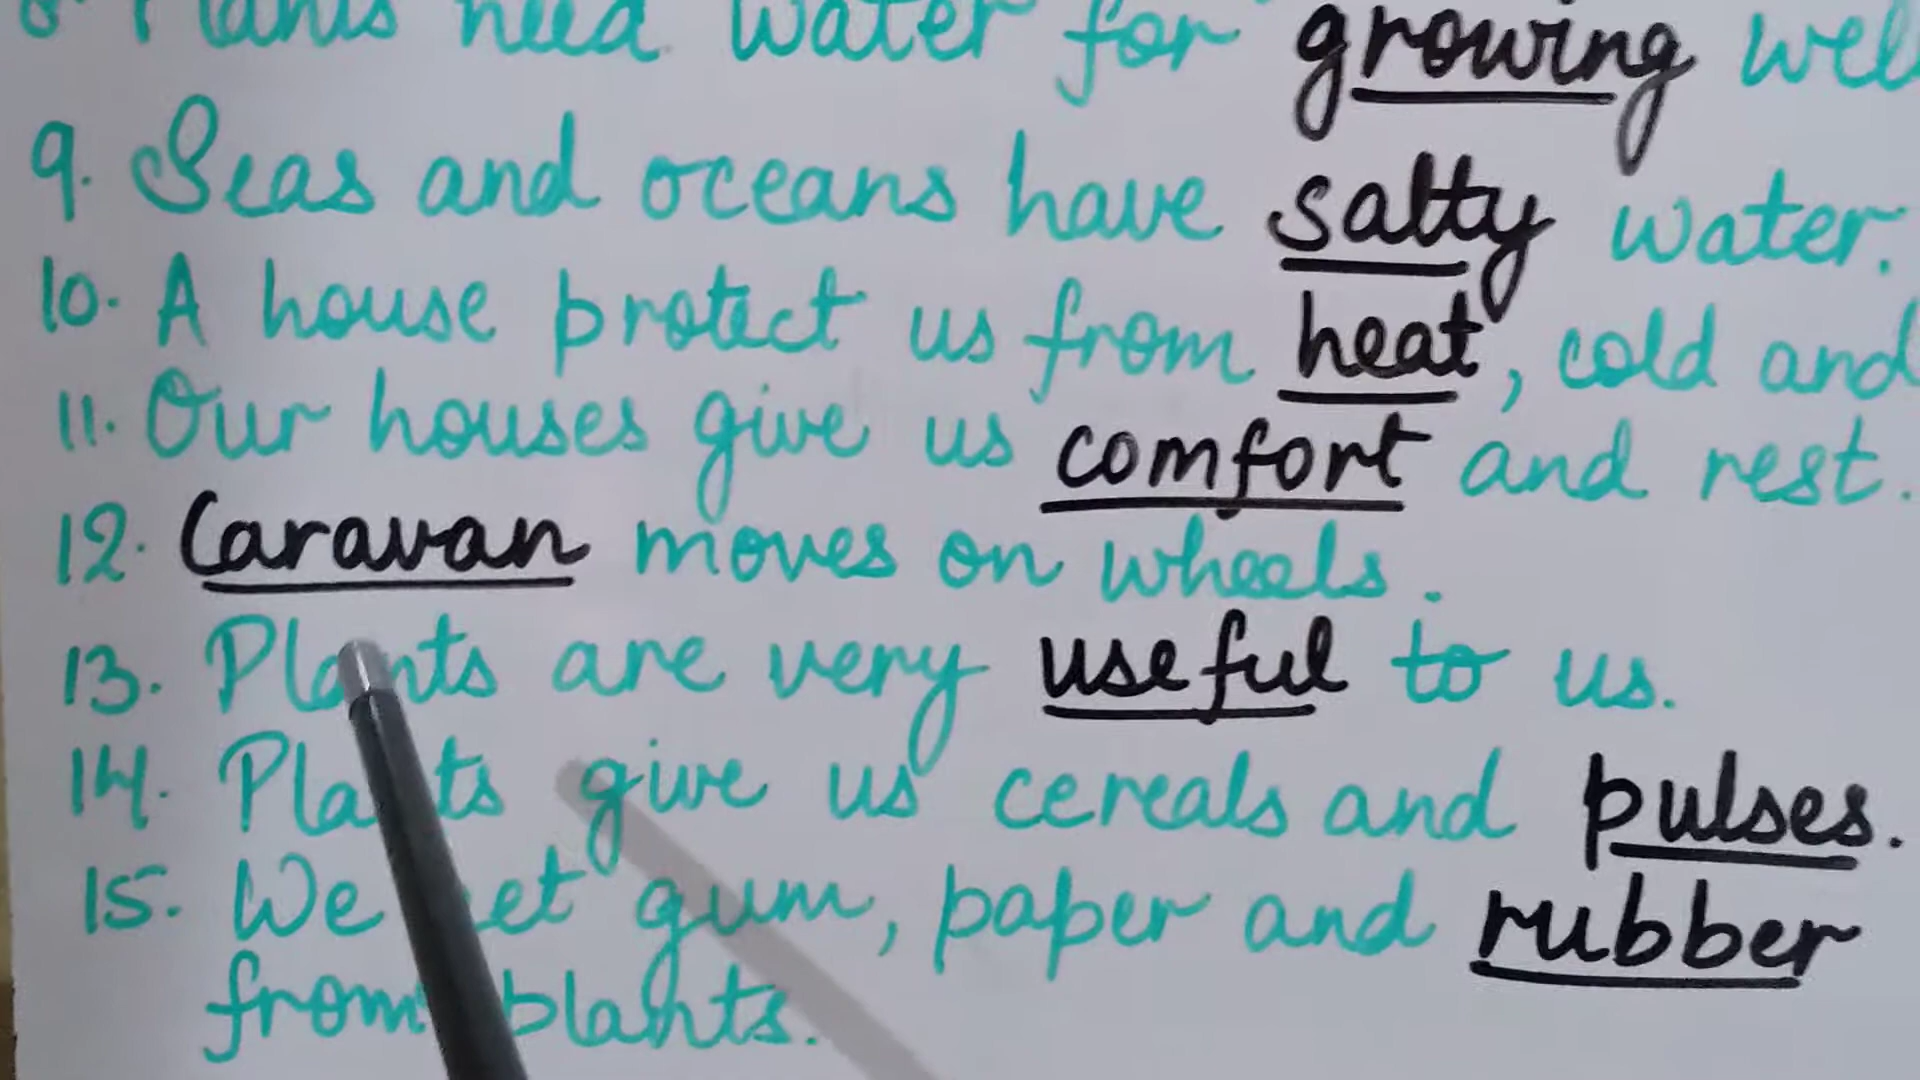 8. Plants need water for growing well
9. Seas and oceans have salty water.
10. A house protect us from heat, cold and
11. Our houses give us comfort and rest.
12. Caravan moves on wheels.
13. Plants are very useful to us.
14. Plants give us cereals and pulses.
15. We get gum, paper and rubber
from plants.